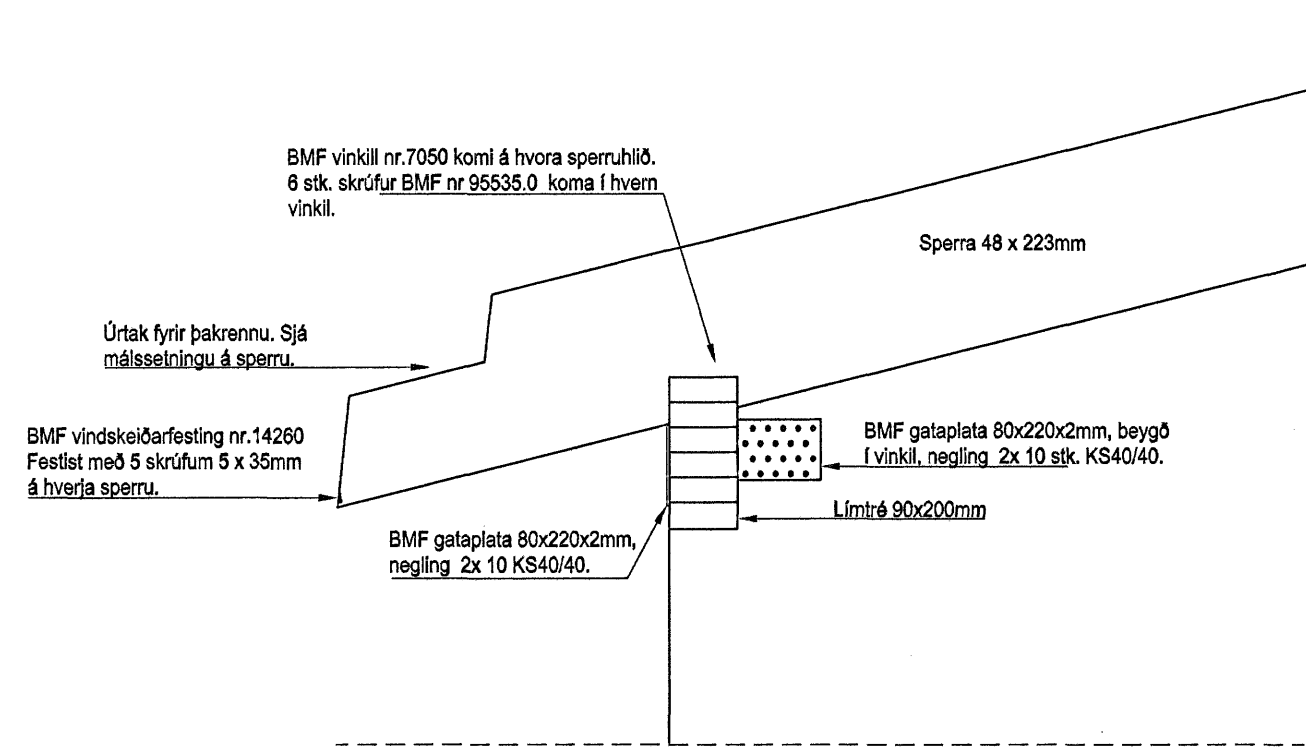 BMF vinkill nr.7050 komi á hvora sperruhlið.
6 stk. skrúfur BMF nr 95535.0 koma í hvern
vinkil.
Sperra 48 x 223mm
Úrtak fyrir þakrennu. Sjá
málssetningu á sperru.
BMF vindskeiðarfesting nr.14260
Festist með 5 skrúfum 5 x 35mm
á hverja sperru.
BMF gataplata 80x220x2mm, beygð
í vinkil, negling 2x 10 stk. KS40/40.
Límtré 90x200mm
BMF gataplata 80x220x2mm,
negling 2x 10 KS40/40.